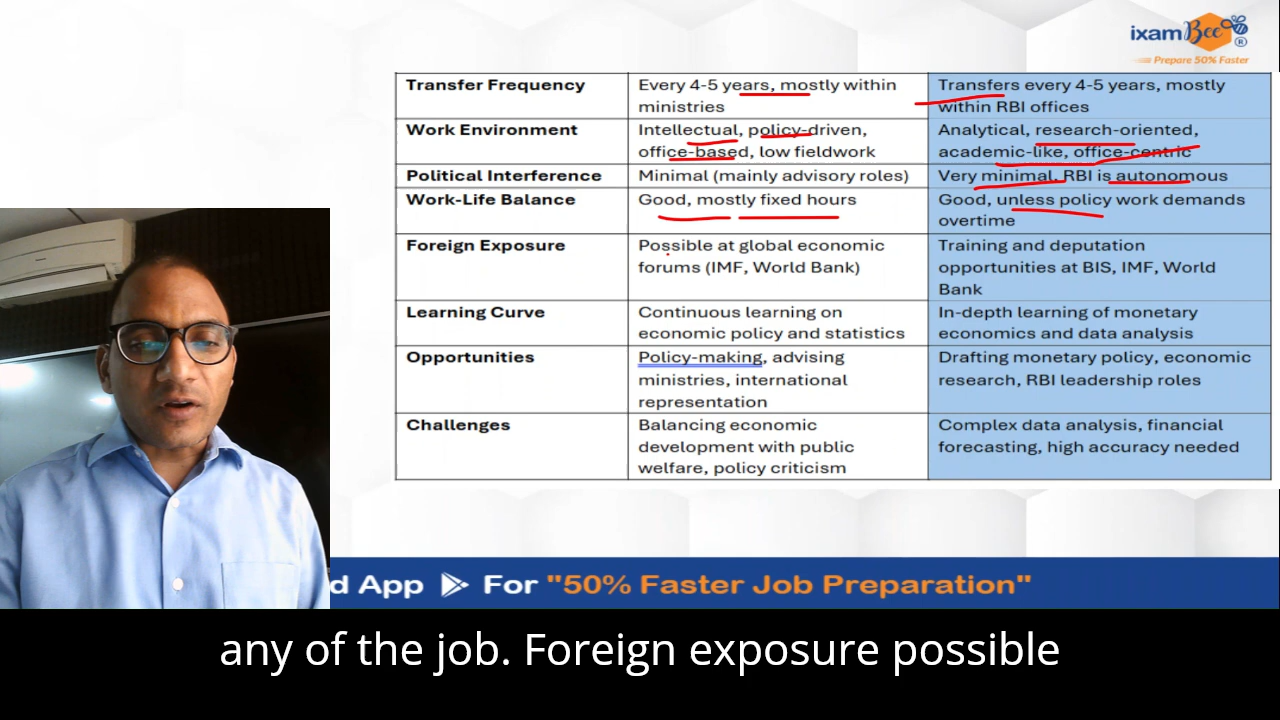 ixamBee®
Prepare 50% Faster
Transfer Frequency
Every 4-5 years, mostly within
ministries
Transfers every 4-5 years, mostly
within RBI offices
Work Environment
Intellectual, policy-driven,
office-based, low fieldwork
Analytical, research-oriented,
academic-like, office-centric
Political Interference
Minimal (mainly advisory roles)
Very minimal, RBI is autonomous
Work-Life Balance
Good, mostly fixed hours
Good, unless policy work demands
overtime
Foreign Exposure
Possible at global economic
forums (IMF, World Bank)
Training and deputation
opportunities at BIS, IMF, World
Bank
Learning Curve
Continuous learning on
economic policy and statistics
In-depth learning of monetary
economics and data analysis
Opportunities
Policy-making, advising
ministries, international
representation
Drafting monetary policy, economic
research, RBI leadership roles
Challenges
Balancing economic
development with public
welfare, policy criticism
Complex data analysis, financial
forecasting, high accuracy needed
d App For "50% Faster Job Preparation"
any of the job. Foreign exposure possible